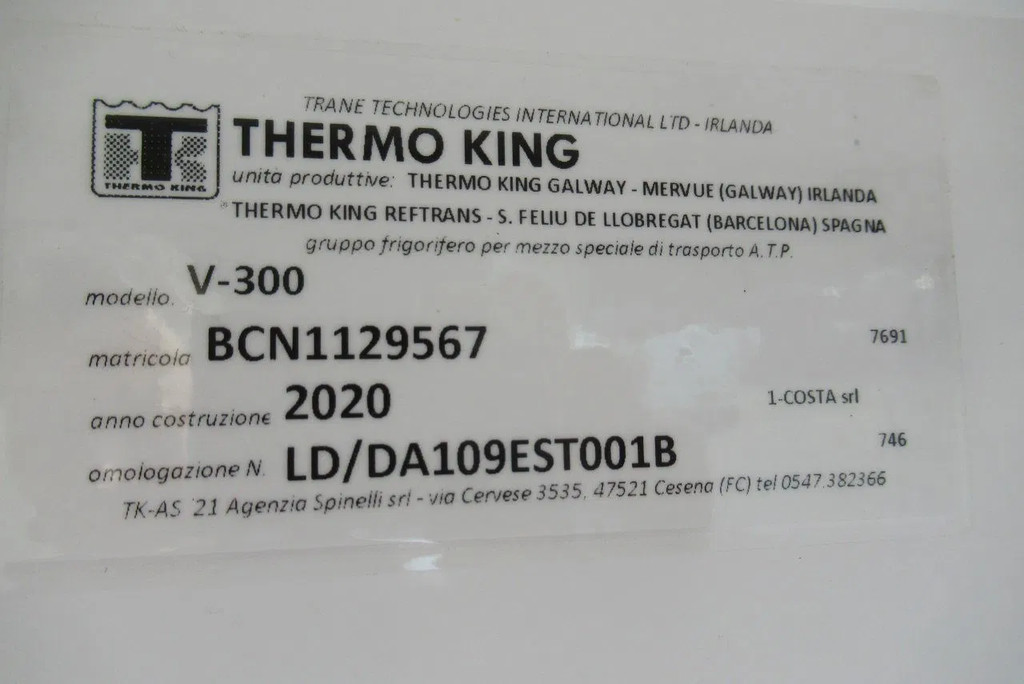 TRANE TECHNOLOGIES INTERNATIONAL LTD - IRLANDA
THERMO KING
THERMO KING
unità produttive: THERMO KING GALWAY - MERVUE (GALWAY) IRLANDA
" THERMO KING REFTRANS - S. FELIU DE LLOBREGAT (BARCELONA) SPAGNA
gruppo frigorifero per mezzo speciale di trasporto A.T.P.
modello. V-300
matricola BCN1129567 7691
anno costruzione 2020 1-COSTA srl
omologazione N. LD/DA109EST001B 746
TK-AS '21 Agenzia Spinelli srl - via Cervese 3535, 47521 Cesena (FC) tel 0547.382366